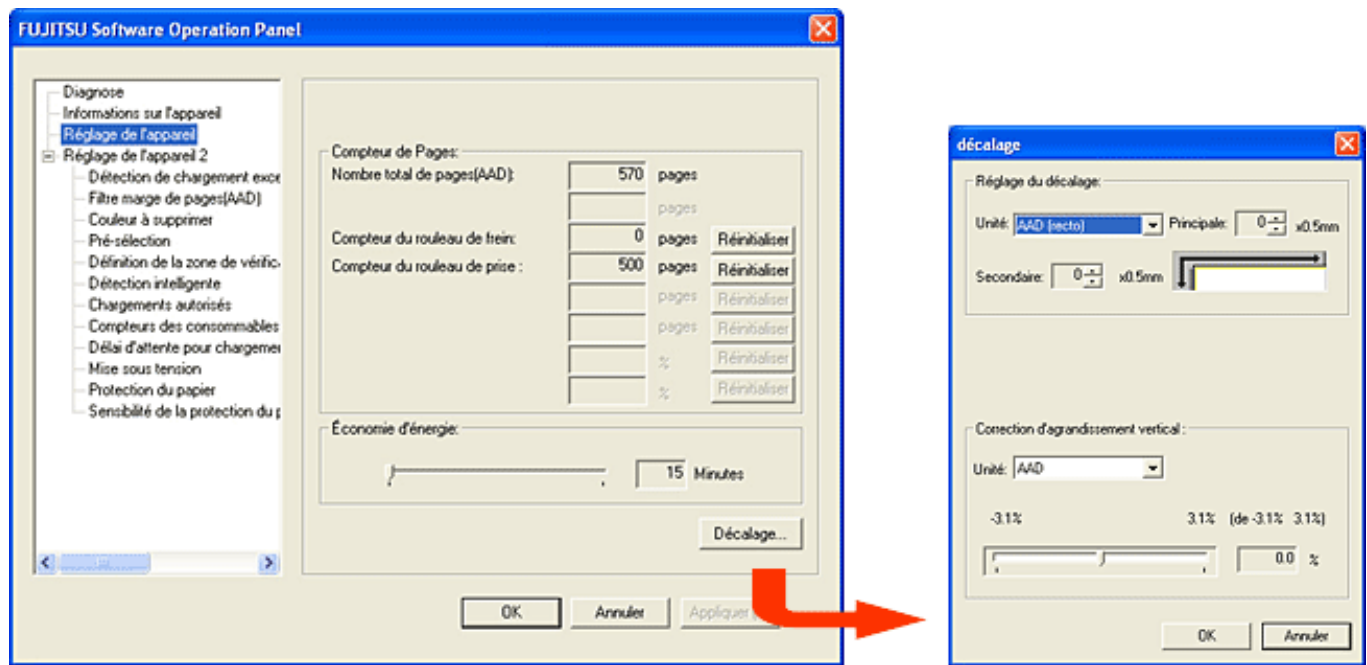 FUJITSU Software Operation Panel
Diagnose
Informations sur l'appareil
Réglage de l'appareil
Réglage de l'appareil 2
Détection de chargement exce
Filtre marge de pages(AAD)
Couleur à supprimer
Pré-sélection
Définition de la zone de vérific
Détection intelligente
Chargements autorisés
Compteurs des consommables
Délai d'attente pour chargemer
Mise sous tension
Protection du papier
Sensibilité de la protection du p
Compteur de Pages:
Nombre total de pages(AAD): 570 pages
pages
Compteur du rouleau de frein: 0 pages Réinitialiser
Compteur du rouleau de prise : 500 pages Réinitialiser
pages Réinitialiser
pages Réinitialiser
% Réinitialiser
% Réinitialiser
Économie d'énergie:
15 Minutes
Décalage...
OK Annuler Appliquer
décalage
Réglage du décalage:
Unité: AAD (recto) Principale: 0 x0.5mm
Secondaire: 0 x0.5mm
Correction d'agrandissement vertical :
Unité: AAD
-3.1% 3.1% (de -3.1% 3.1%)
0.0 %
OK Annuler